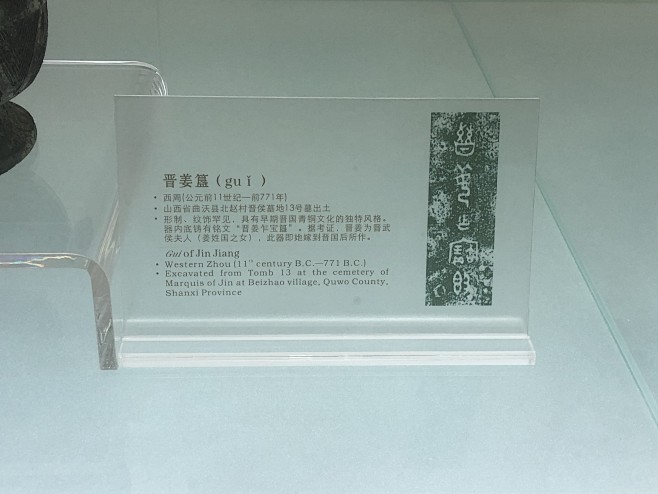 晋姜簋（guǐ）
• 西周(公元前11世纪—前771年)
• 山西省曲沃县北赵村晋侯墓地13号墓出土
• 形制、纹饰罕见，具有早期晋国青铜文化的独特风格。
器内底铸有铭文“晋姜乍宝簋”。据考证，晋姜为晋武
侯夫人（姜姓国之女），此器即她嫁到晋国后所作。
Gui of Jin Jiang
• Western Zhou (11th century B.C.—771 B.C.)
• Excavated from Tomb 13 at the cemetery of
Marquis of Jin at Beizhao village, Quwo County,
Shanxi Province